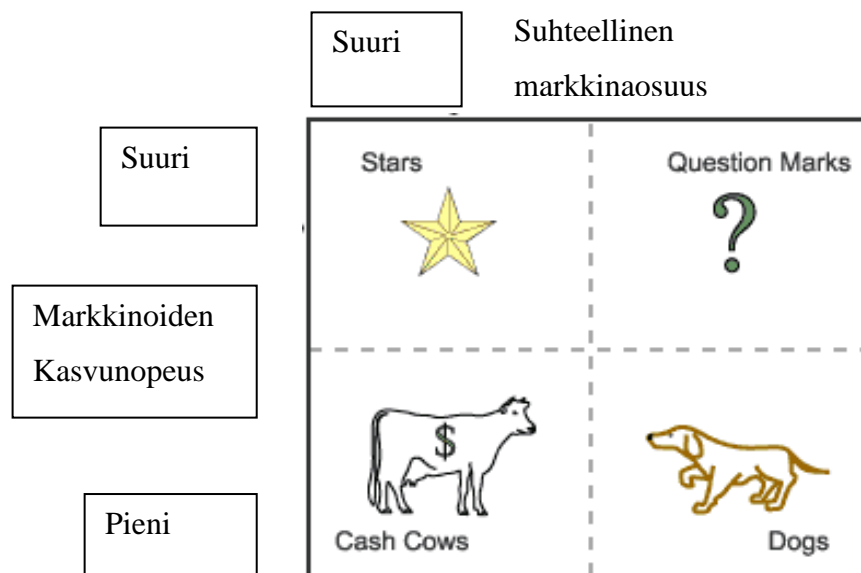 Suuri
Suhteellinen
markkinaosuus
Suuri
Stars
Question Marks
?
Markkinoiden
Kasvunopeus
$
Pieni
Cash Cows
Dogs